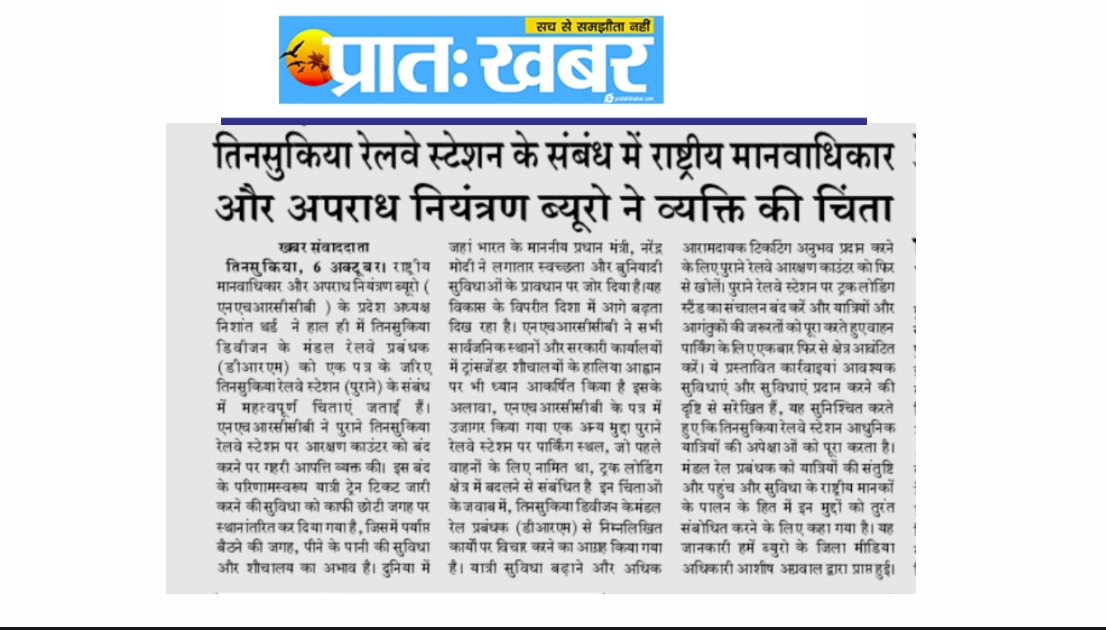 सच से समझौता नहीं
प्रातः खबर
तिनसुकिया रेलवे स्टेशन के संबंध में राष्ट्रीय मानवाधिकार
और अपराध नियंत्रण ब्यूरो ने व्यक्ति की चिंता
खबर संवाददाता
तिनसुकिया, 6 अक्टूबर। राष्ट्रीय
मानवाधिकार और अपराध नियंत्रण ब्यूरो (
एनएचआरसीसीबी ) के प्रदेश अध्यक्ष
निशांत थर्ड ने हाल ही में तिनसुकिया
डिवीजन के मंडल रेलवे प्रबंधक
(डीआरएम) को एक पत्र के जरिए
तिनसुकिया रेलवे स्टेशन (पुराने) के संबंध
में महत्वपूर्ण चिंताएं जताई हैं।
एनएचआरसीसीबी ने पुराने तिनसुकिया
रेलवे स्टेशन पर आरक्षण काउंटर को बंद
करने पर गहरी आपत्ति व्यक्त की। इस बंद
के परिणामस्वरूप यात्री ट्रेन टिकट जारी
करने की सुविधा को काफी छोटी जगह पर
स्थानांतरित कर दिया गया है, जिसमें पर्याप्त
बैठने की जगह, पीने के पानी की सुविधा
और शौचालय का अभाव है। दुनिया में
जहां भारत के माननीय प्रधान मंत्री, नरेंद्र
मोदी ने लगातार स्वच्छता और बुनियादी
सुविधाओं के प्रावधान पर जोर दिया है।यह
विकास के विपरीत दिशा में आगे बढ़ता
दिख रहा है। एनएचआरसीसीबी ने सभी
सार्वजनिक स्थानों और सरकारी कार्यालयों
में ट्रांसजेंडर शौचालयों के हालिया आह्वान
पर भी ध्यान आकर्षित किया है इसके
अलावा, एनएचआरसीसीबी के पत्र में
उजागर किया गया एक अन्य मुद्दा पुराने
रेलवे स्टेशन पर पार्किंग स्थल, जो पहले
वाहनों के लिए नामित था, ट्रक लोडिंग
क्षेत्र में बदलने से संबंधित है इन चिंताओं
के जवाब में, तिनसुकिया डिवीजन के मंडल
रेल प्रबंधक (डीआरएम) से निम्नलिखित
कार्यों पर विचार करने का आग्रह किया गया
है। यात्री सुविधा बढ़ाने और अधिक
आरामदायक टिकटिंग अनुभव प्रदान करने
के लिए पुराने रेलवे आरक्षण काउंटर को फिर
से खोलें। पुराने रेलवे स्टेशन पर ट्रक लोडिंग
स्टैंड का संचालन बंद करें और यात्रियों और
आगंतुकों की जरूरतों को पूरा करते हुए वाहन
पार्किंग के लिए एक बार फिर से क्षेत्र आवंटित
करें। ये प्रस्तावित कार्रवाइयां आवश्यक
सुविधाएं और सुविधाएं प्रदान करने की
दृष्टि से सरेखित हैं, यह सुनिश्चित करते
हुए कि तिनसुकिया रेलवे स्टेशन आधुनिक
यात्रियों की अपेक्षाओं को पूरा करता है।
मंडल रेल प्रबंधक को यात्रियों की संतुष्टि
और पहुंच और सुविधा के राष्ट्रीय मानकों
के पालन के हित में इन मुद्दों को तुरंत
संबोधित करने के लिए कहा गया है। यह
जानकारी हमें ब्युरो के जिला मीडिया
अधिकारी आशीष अग्रवाल द्वारा प्राप्त हुई।